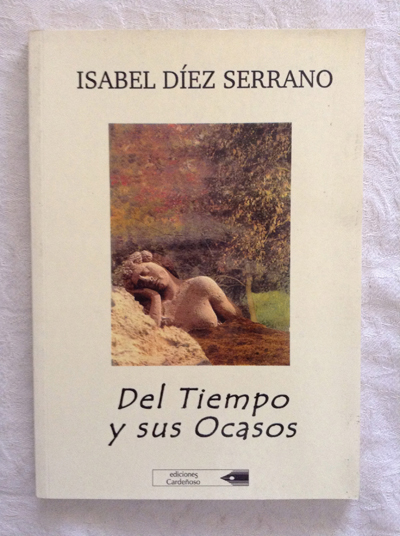 ISABEL DÍEZ SERRANO
Del Tiempo
y sus Ocasos
ediciones
Cardeñoso